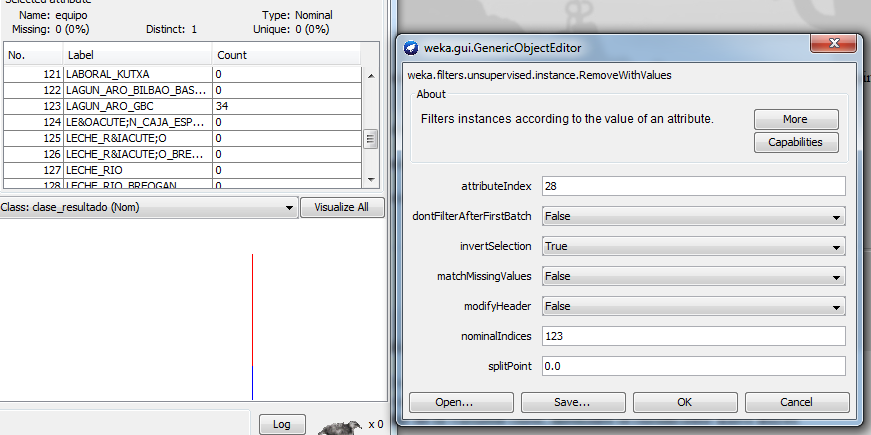 Selected attribute
Name: equipo
Type: Nominal
Missing: 0 (0%)
Distinct: 1
Unique: 0 (0%)
No.
Label
Count
121 LABORAL_KUTXA 0
122 LAGUN_ARO_BILBAO_BAS... 0
123 LAGUN_ARO_GBC 34
124 LE&OACUTE;N_CAJA_ESP... 0
125 LECHE_R&IACUTE;O 0
126 LECHE_R&IACUTE;O_BRE... 0
127 LECHE_RIO 0
128 LECHE_RIO_BREOGAN 0
Class: clase_resultado (Nom)
Visualize All
Log
x 0
weka.gui.GenericObjectEditor
weka.filters.unsupervised.instance.RemoveWithValues
About
Filters instances according to the value of an attribute.
More
Capabilities
attributeIndex 28
dontFilterAfterFirstBatch False
invertSelection True
matchMissingValues False
modifyHeader False
nominalIndices 123
splitPoint 0.0
Open...
Save...
OK
Cancel